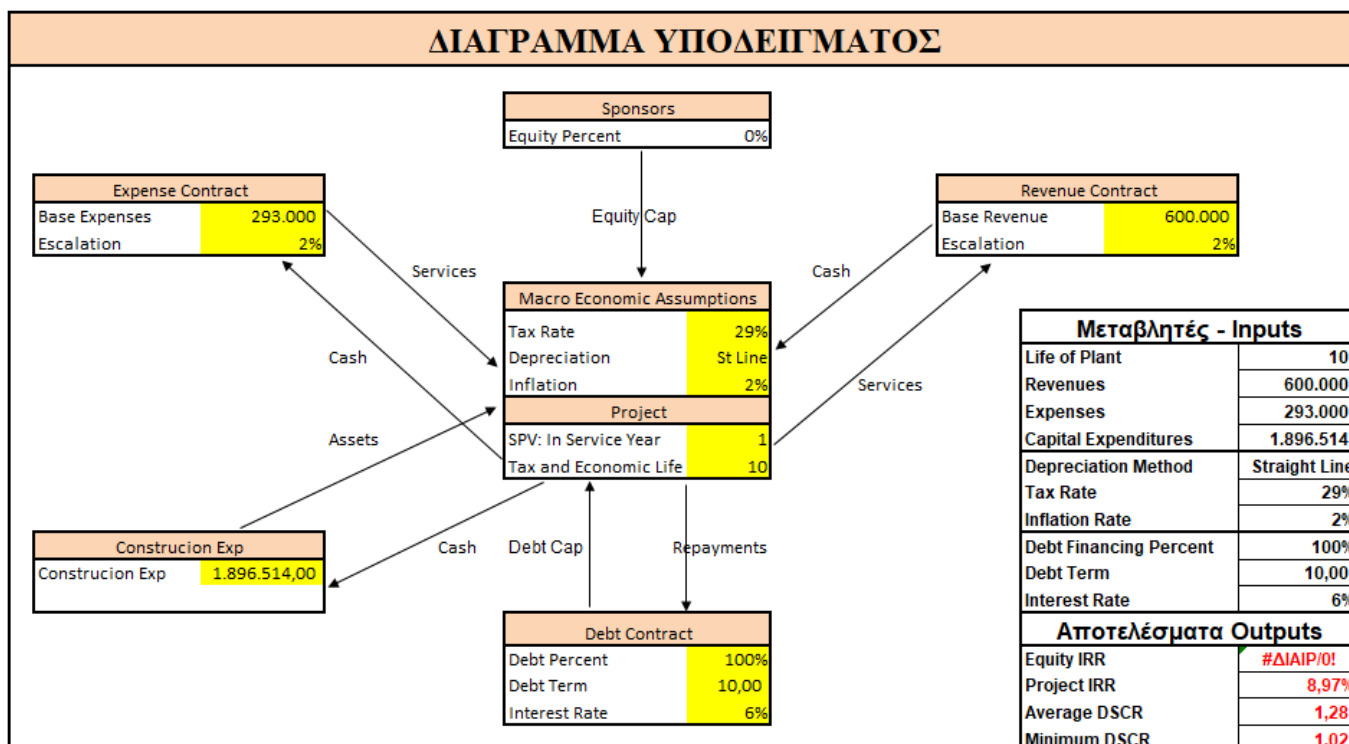 ΔΙΑΓΡΑΜΜΑ ΥΠΟΔΕΙΓΜΑΤΟΣ
Sponsors
Equity Percent 0%
Expense Contract
Base Expenses 293.000
Escalation 2%
Equity Cap
Revenue Contract
Base Revenue 600.000
Escalation 2%
Services
Cash
Macro Economic Assumptions
Tax Rate 29%
Depreciation St Line
Inflation 2%
Cash
Services
Project
SPV: In Service Year 1
Tax and Economic Life 10
Assets
Construcion Exp
Construcion Exp 1.896.514,00
Cash
Debt Cap
Repayments
Debt Contract
Debt Percent 100%
Debt Term 10,00
Interest Rate 6%
Μεταβλητές - Inputs
Life of Plant 10
Revenues 600.000
Expenses 293.000
Capital Expenditures 1.896.514
Depreciation Method Straight Line
Tax Rate 29%
Inflation Rate 2%
Debt Financing Percent 100%
Debt Term 10,00
Interest Rate 6%
Αποτελέσματα Outputs
Equity IRR #ΔΙΑΙΡ/0!
Project IRR 8,97%
Average DSCR 1,28
Minimum DSCR 1,02